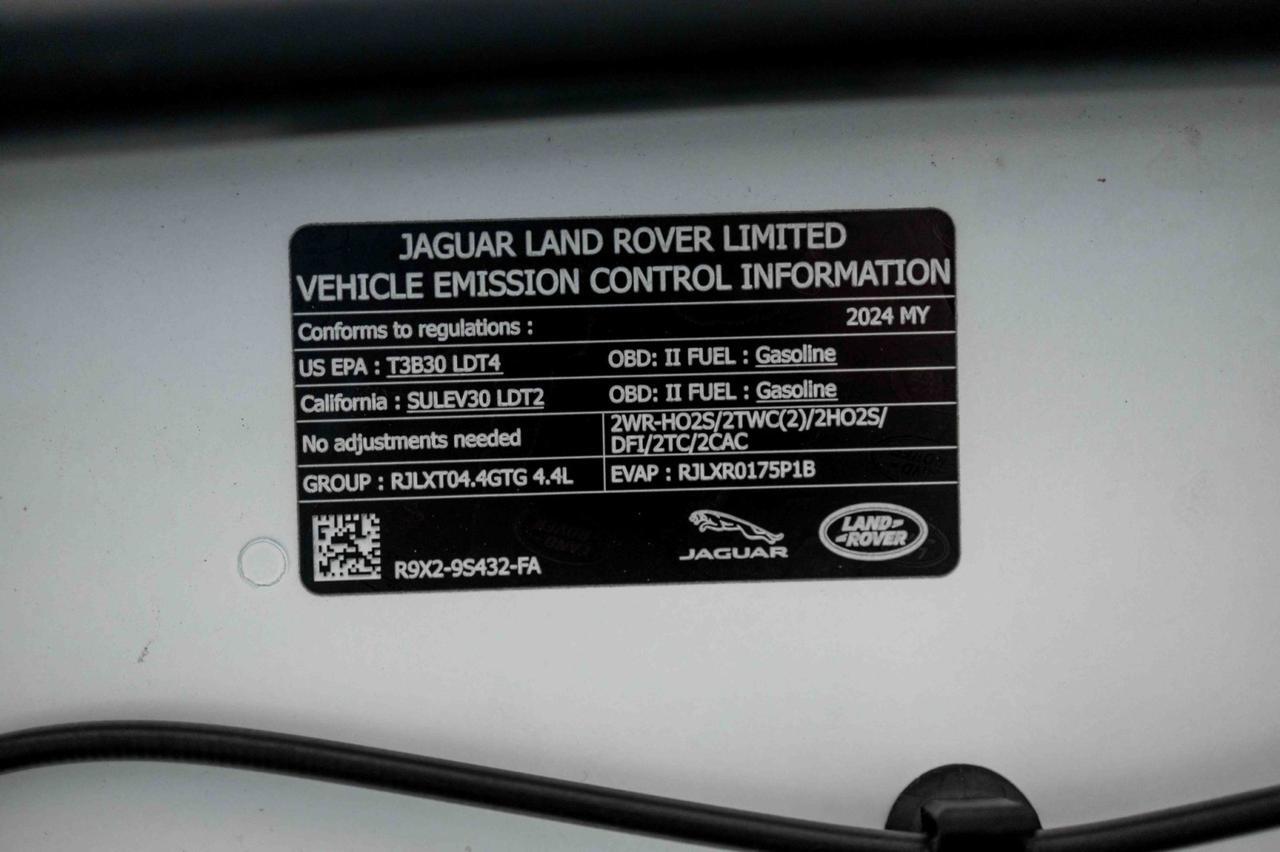 JAGUAR LAND ROVER LIMITED
VEHICLE EMISSION CONTROL INFORMATION
Conforms to regulations : 2024 MY
US EPA : T3B30 LDT4 OBD: II FUEL : Gasoline
California : SULEV30 LDT2 OBD: II FUEL : Gasoline
No adjustments needed 2WR-HO2S/2TWC(2)/2HO2S/
DFI/2TC/2CAC
GROUP : RJLXT04.4GTG 4.4L EVAP : RJLXR0175P1B
R9X2-9S432-FA
JAGUAR
LAND
ROVER